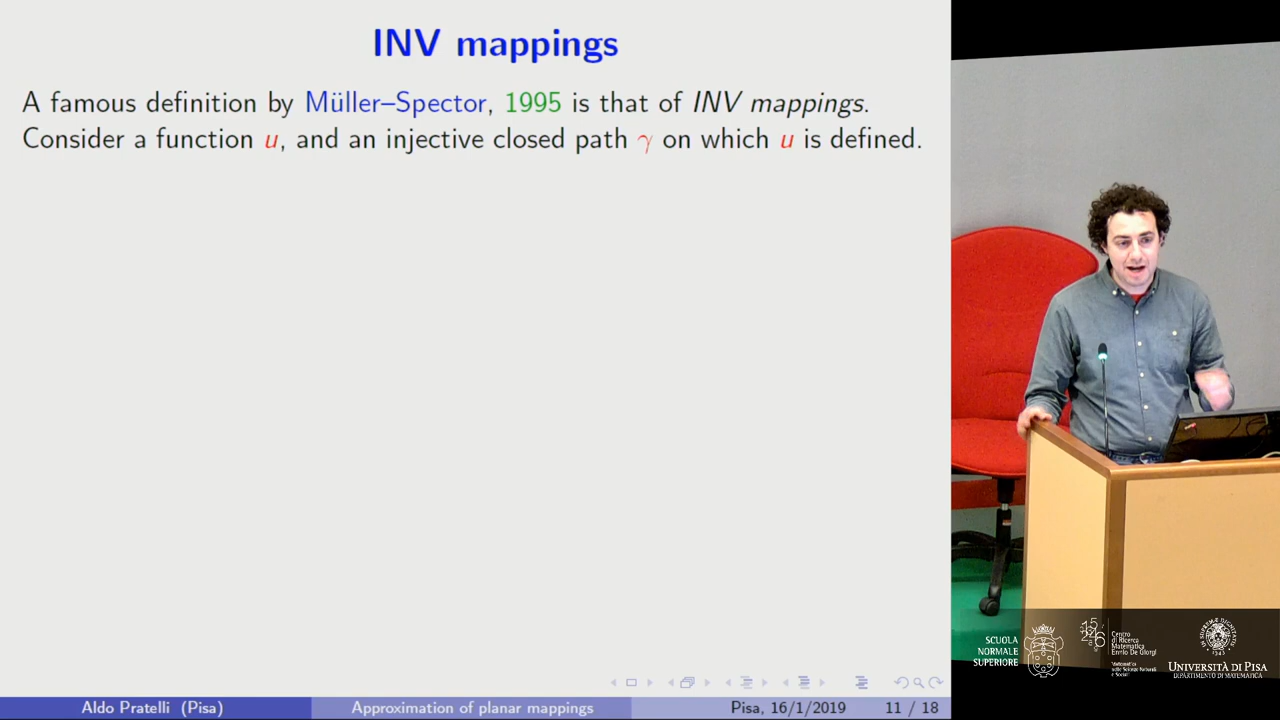 INV mappings
A famous definition by Müller–Spector, 1995 is that of INV mappings.
Consider a function u, and an injective closed path γ on which u is defined.
Aldo Pratelli (Pisa)
Approximation of planar mappings
Pisa, 16/1/2019
11 / 18
SCUOLA
NORMALE
SUPERIORE
Centro
di Ricerca
Matematica
Ennio De Giorgi
UNIVERSITÀ DI PISA
DIPARTIMENTO DI MATEMATICA